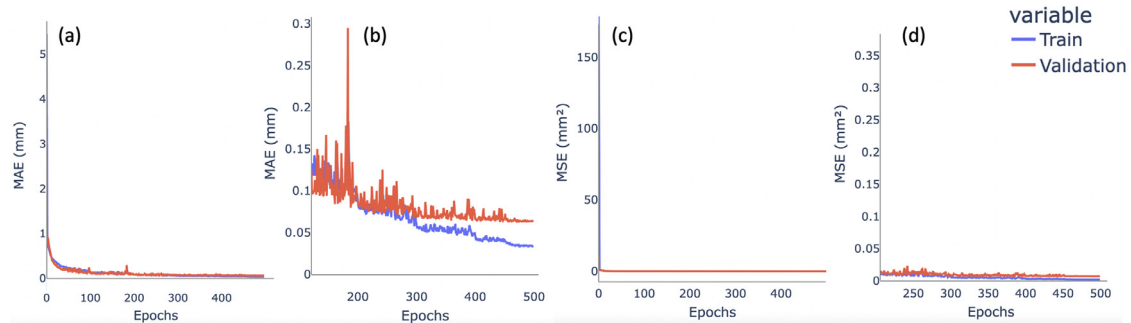 (a)
MAE (mm)
5
4
3
2
1
0
0 100 200 300 400
Epochs
(b)
MAE (mm)
0.3
0.25
0.2
0.15
0.1
0.05
0
200 300 400 500
Epochs
(c)
MSE (mm²)
150
100
50
0
0 100 200 300 400
Epochs
(d)
MSE (mm²)
0.35
0.3
0.25
0.2
0.15
0.1
0.05
0
250 300 350 400 450 500
Epochs
variable
Train
Validation